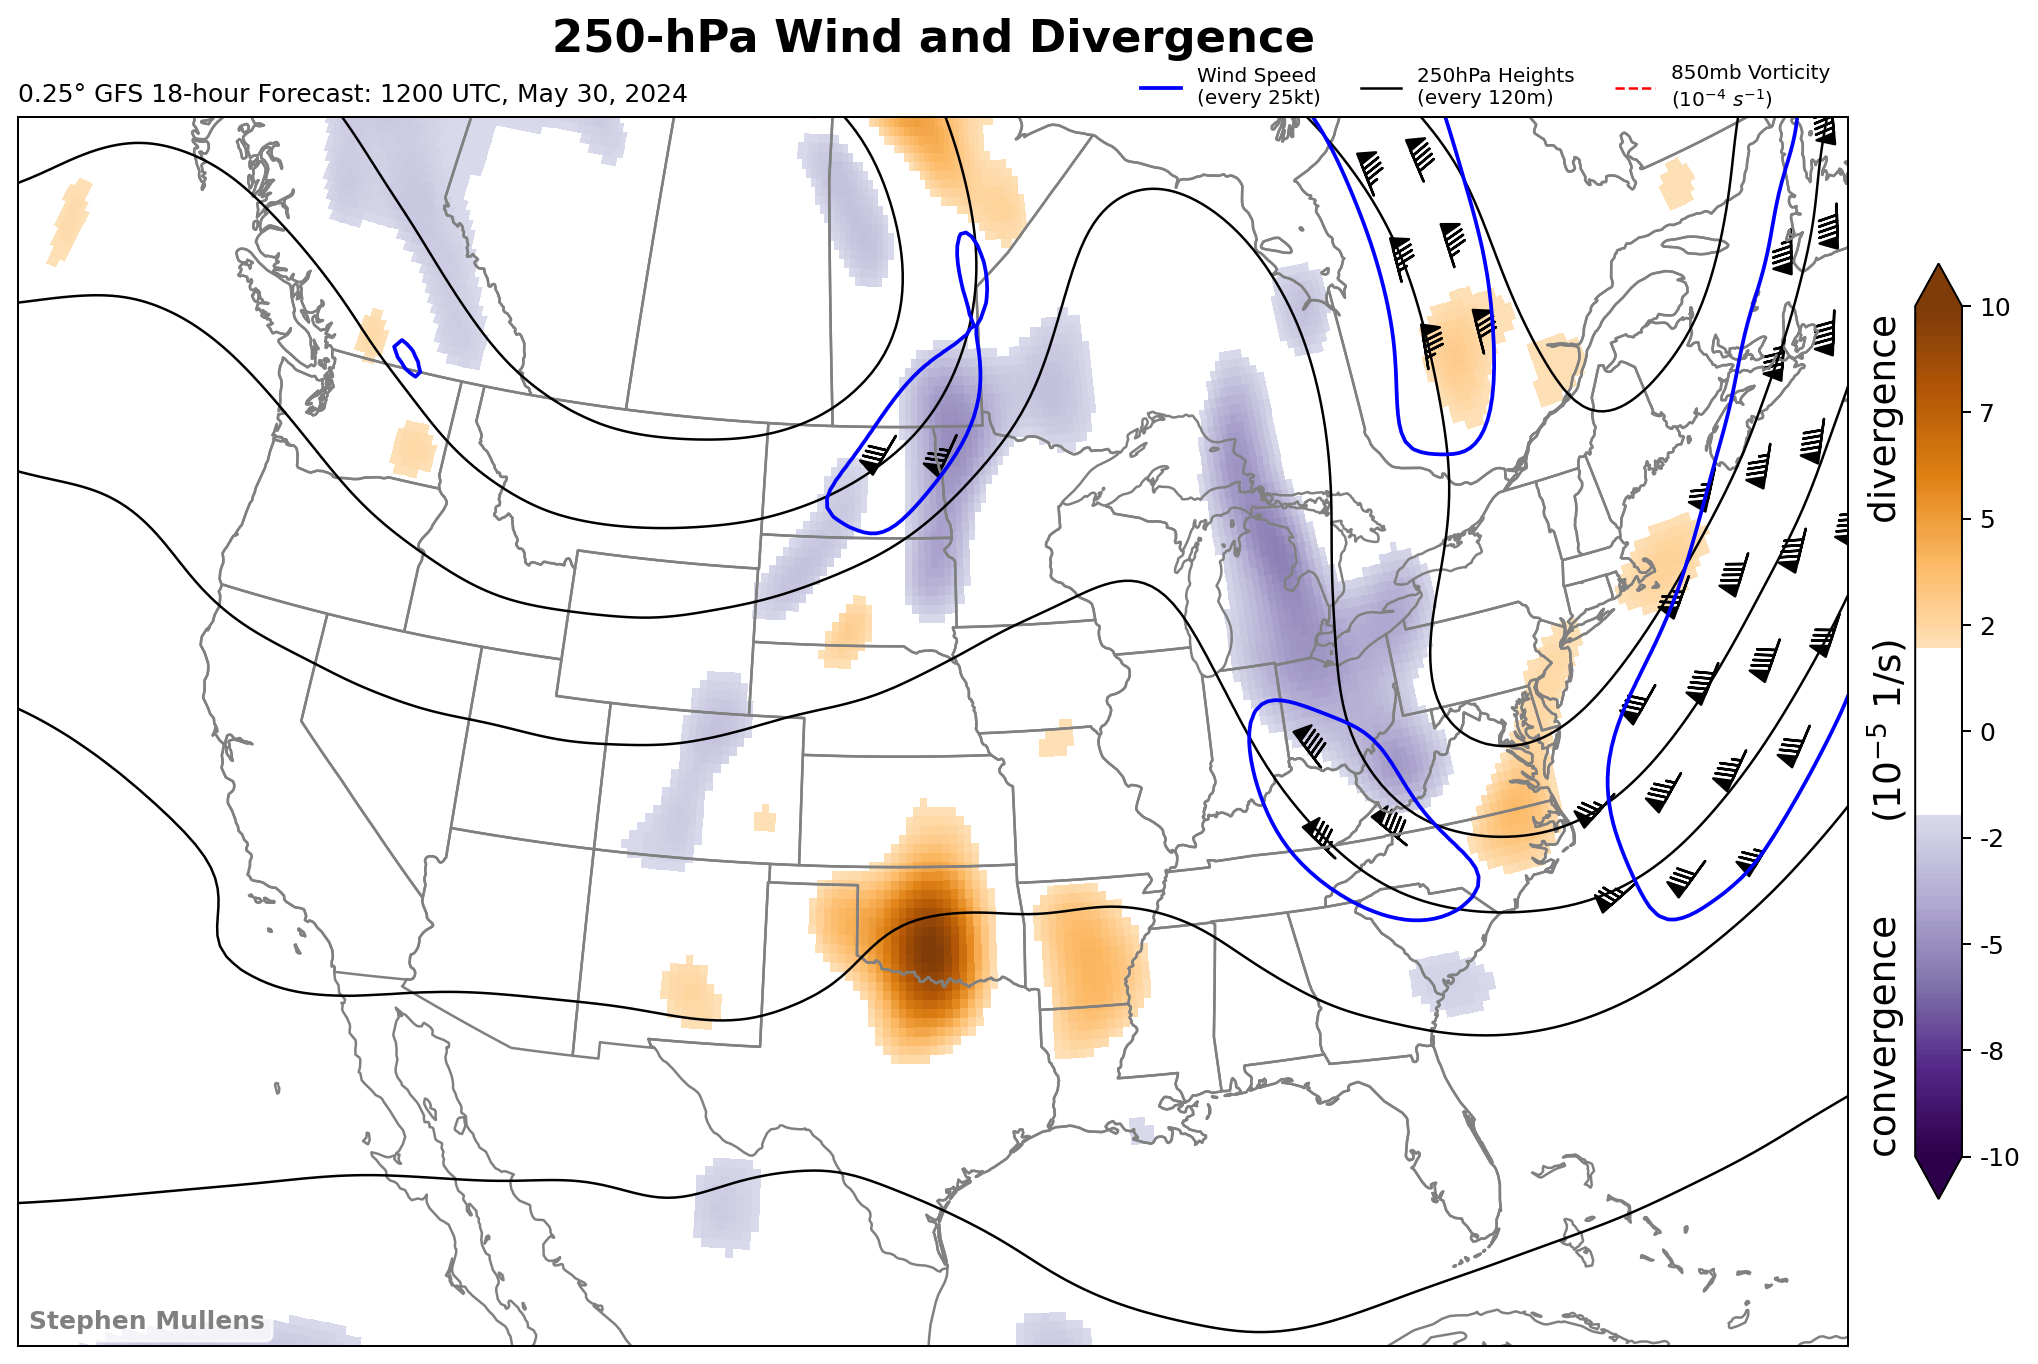 250-hPa Wind and Divergence
0.25° GFS 18-hour Forecast: 1200 UTC, May 30, 2024
Wind Speed
(every 25kt)
250hPa Heights
(every 120m)
850mb Vorticity
(10⁻⁴ s⁻¹)
10
7
5
2
0
-2
-5
-8
-10
convergence (10⁻⁵ 1/s) divergence
Stephen Mullens